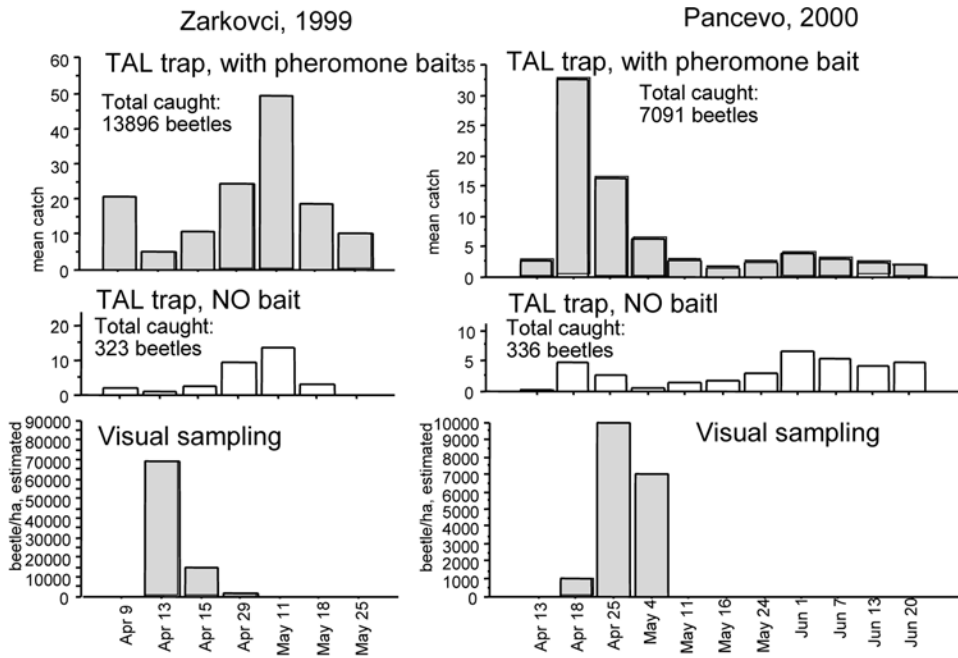 Zarkovci, 1999
TAL trap, with pheromone bait
Total caught:
13896 beetles
mean catch
60
50
40
30
20
10
0
TAL trap, NO bait
Total caught:
323 beetles
20
10
0
Visual sampling
beetle/ha, estimated
90000
80000
70000
60000
50000
40000
30000
20000
10000
0
Apr 9
Apr 13
Apr 15
Apr 29
May 11
May 18
May 25
Pancevo, 2000
TAL trap, with pheromone bait
Total caught:
7091 beetles
mean catch
35
30
25
20
15
10
5
0
TAL trap, NO baitl
Total caught:
336 beetles
10
5
0
Visual sampling
beetle/ha, estimated
10000
9000
8000
7000
6000
5000
4000
3000
2000
1000
0
Apr 13
Apr 18
Apr 25
May 4
May 11
May 16
May 24
Jun 1
Jun 7
Jun 13
Jun 20